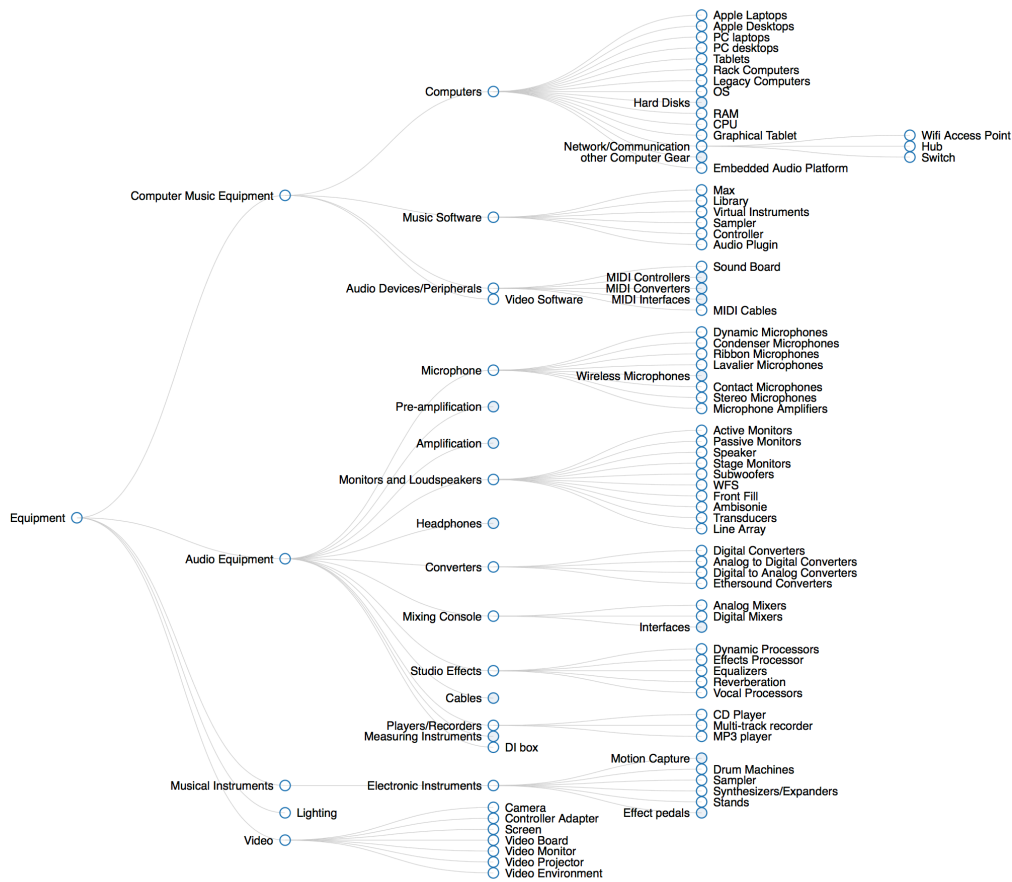 Apple Laptops
Apple Desktops
PC laptops
PC desktops
Tablets
Rack Computers
Legacy Computers
Computers
OS
Hard Disks
RAM
CPU
Graphical Tablet
Wifi Access Point
Network/Communication
Hub
other Computer Gear
Switch
Embedded Audio Platform
Max
Computer Music Equipment
Library
Virtual Instruments
Music Software
Sampler
Controller
Audio Plugin
Sound Board
MIDI Controllers
Audio Devices/Peripherals
MIDI Converters
Video Software
MIDI Interfaces
MIDI Cables
Dynamic Microphones
Condenser Microphones
Ribbon Microphones
Lavalier Microphones
Microphone
Wireless Microphones
Contact Microphones
Stereo Microphones
Pre-amplification
Microphone Amplifiers
Active Monitors
Passive Monitors
Amplification
Speaker
Stage Monitors
Subwoofers
Monitors and Loudspeakers
WFS
Front Fill
Ambisonie
Equipment
Transducers
Headphones
Line Array
Digital Converters
Audio Equipment
Analog to Digital Converters
Converters
Digital to Analog Converters
Ethersound Converters
Analog Mixers
Mixing Console
Digital Mixers
Interfaces
Dynamic Processors
Effects Processor
Studio Effects
Equalizers
Reverberation
Vocal Processors
Cables
CD Player
Players/Recorders
Multi-track recorder
Measuring Instruments
MP3 player
DI box
Motion Capture
Drum Machines
Sampler
Musical Instruments
Electronic Instruments
Synthesizers/Expanders
Stands
Camera
Lighting
Effect pedals
Controller Adapter
Screen
Video
Video Board
Video Monitor
Video Projector
Video Environment